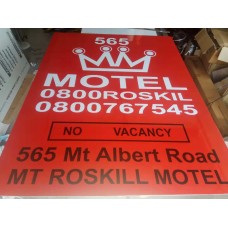 565
MOTEL
0800ROSKIL
0800767545
NO VACANCY
565 Mt Albert Road
MT ROSKILL MOTEL